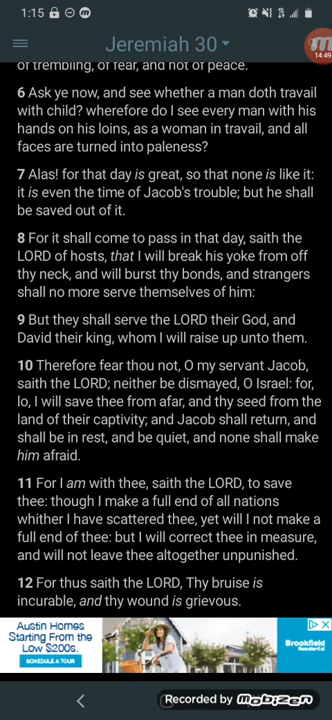 1:15
Jeremiah 30
14:49
of trembling, of fear, and not of peace.
6 Ask ye now, and see whether a man doth travail
with child? wherefore do I see every man with his
hands on his loins, as a woman in travail, and all
faces are turned into paleness?
7 Alas! for that day is great, so that none is like it:
it is even the time of Jacob's trouble; but he shall
be saved out of it.
8 For it shall come to pass in that day, saith the
LORD of hosts, that I will break his yoke from off
thy neck, and will burst thy bonds, and strangers
shall no more serve themselves of him:
9 But they shall serve the LORD their God, and
David their king, whom I will raise up unto them.
10 Therefore fear thou not, O my servant Jacob,
saith the LORD; neither be dismayed, O Israel: for,
lo, I will save thee from afar, and thy seed from the
land of their captivity; and Jacob shall return, and
shall be in rest, and be quiet, and none shall make
him afraid.
11 For I am with thee, saith the LORD, to save
thee: though I make a full end of all nations
whither I have scattered thee, yet will I not make a
full end of thee: but I will correct thee in measure,
and will not leave thee altogether unpunished.
12 For thus saith the LORD, Thy bruise is
incurable, and thy wound is grievous.
Austin Homes
Starting From the
Low $200s.
SCHEDULE A TOUR
Brookfield
Residential
Recorded by mobizen